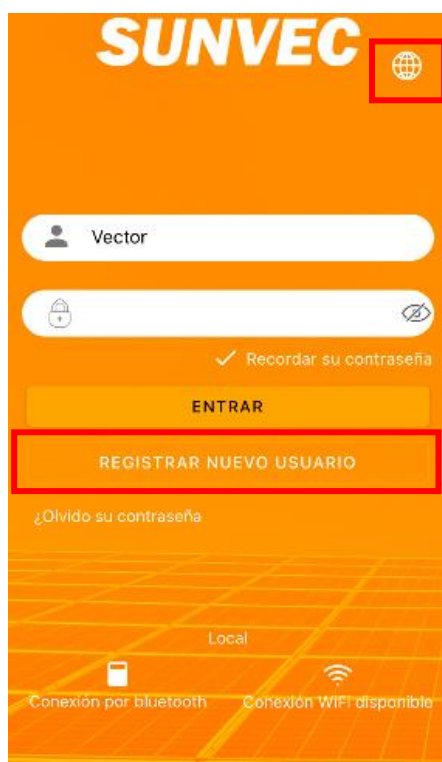 SUNVEC
Vector
Recordar su contraseña
ENTRAR
REGISTRAR NUEVO USUARIO
¿Olvido su contraseña
Local
Conexión por bluetooth Conexión WiFi disponible